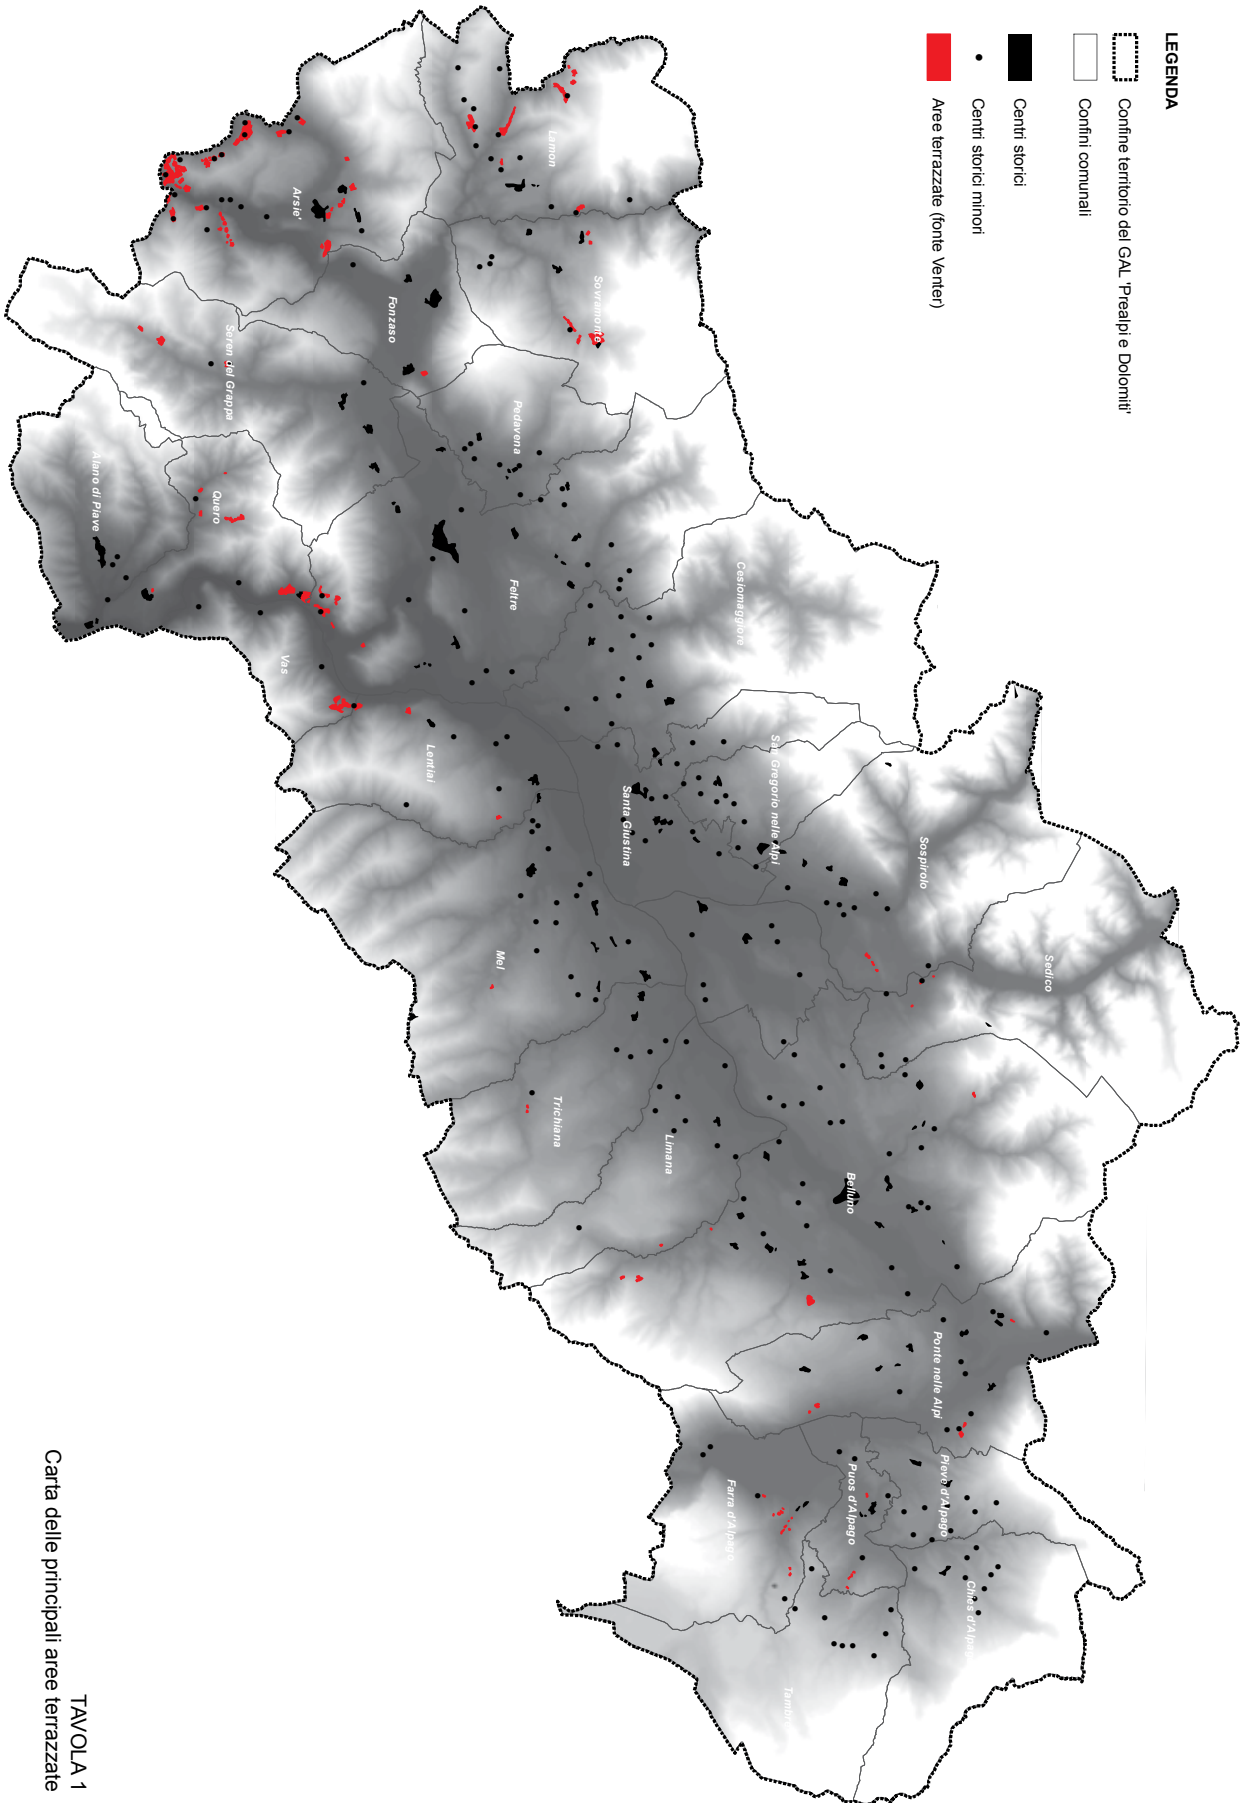 LEGENDA
Confine territorio del GAL 'Prealpi e Dolomiti'
Confini comunali
Centri storici
Centri storici minori
Aree terrazzate (fonte Venter)
Lamon
Arsie'
Sovramonte
Fonzaso
Seren del Grappa
Pedavena
Alano di Piave
Quero
Feltre
Cesiomaggiore
Vas
Lentiai
San Gregorio nelle Alpi
Santa Giustina
Sospirolo
Sedico
Mel
Trichiana
Limana
Belluno
Ponte nelle Alpi
Pieve d'Alpago
Puos d'Alpago
Farra d'Alpago
Chies d'Alpa
Tambre
TAVOLA 1
Carta delle principali aree terrazzate